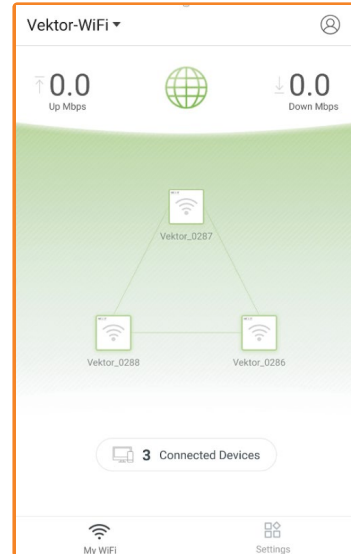 Vektor-WiFi
0.0
Up Mbps
0.0
Down Mbps
Vektor_0287
Vektor_0288
Vektor_0286
3 Connected Devices
My WiFi
Settings